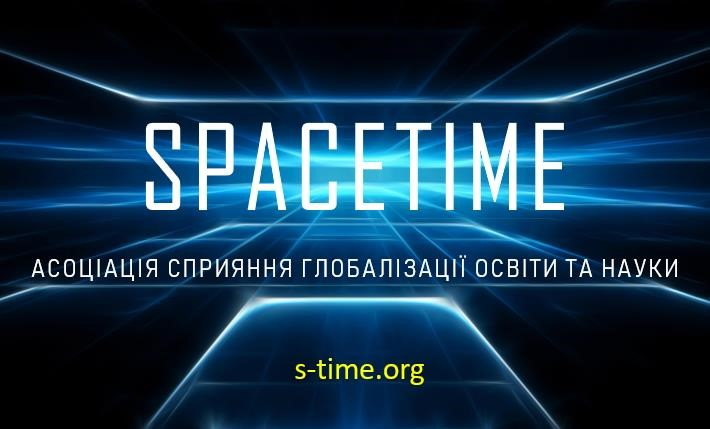 SPACETIME
АСОЦІАЦІЯ СПРИЯННЯ ГЛОБАЛІЗАЦІЇ ОСВІТИ ТА НАУКИ
s-time.org